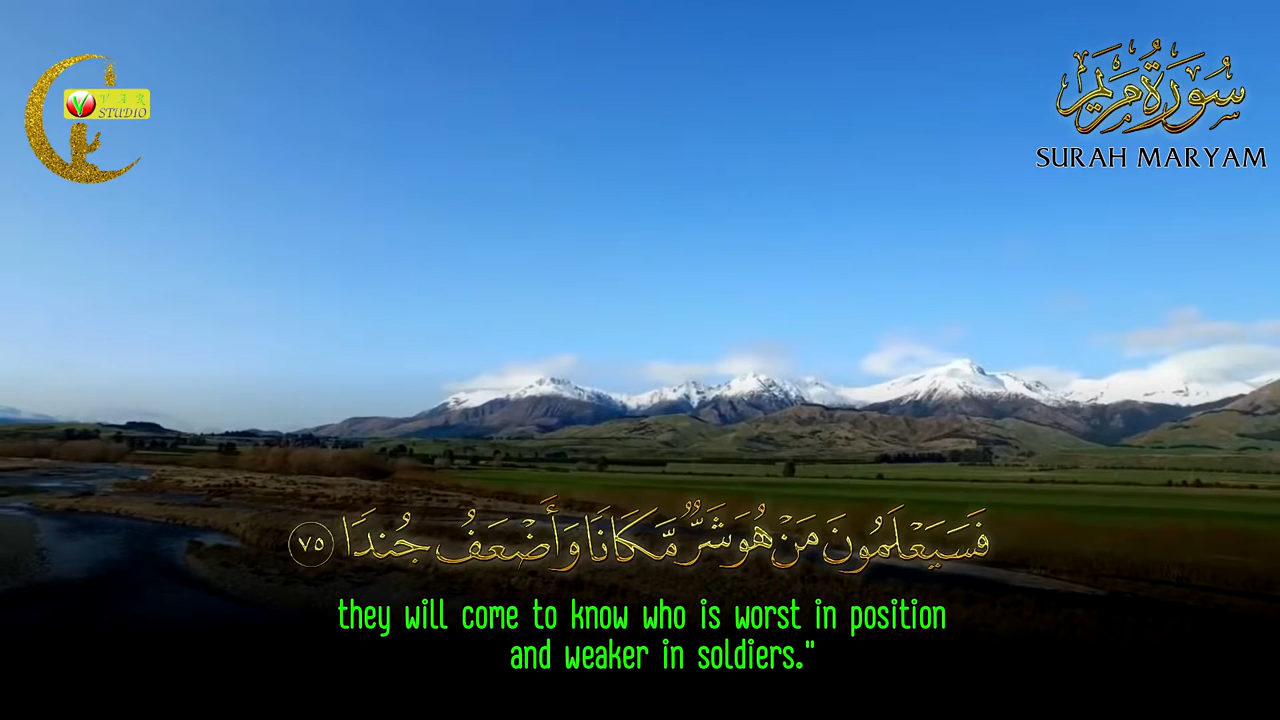 V A R
STUDIO
سُورَةُ مَرْيَم
SURAH MARYAM
فَسَيَعْلَمُونَ مَنْ هُوَ شَرٌّ مَّكَانًا وَأَضْعَفُ جُندًا ٧٥
they will come to know who is worst in position
and weaker in soldiers."